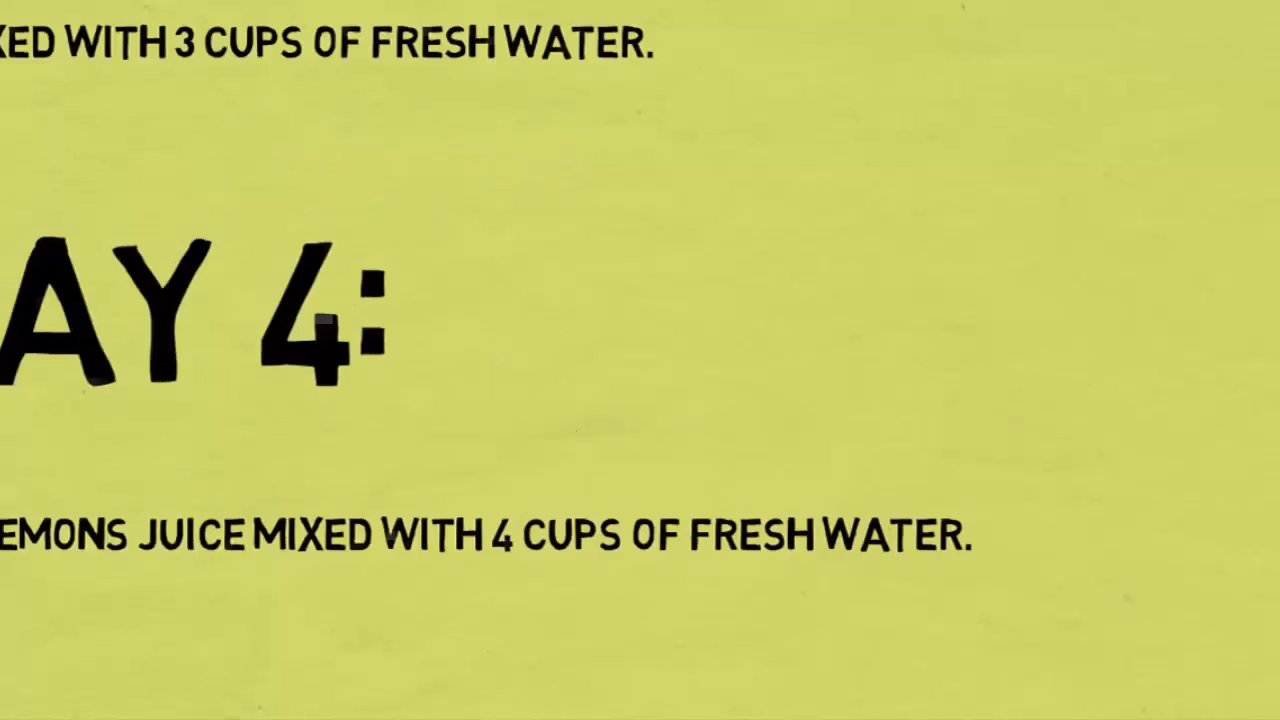 XED WITH 3 CUPS OF FRESH WATER.
AY 4:
EMONS JUICE MIXED WITH 4 CUPS OF FRESH WATER.